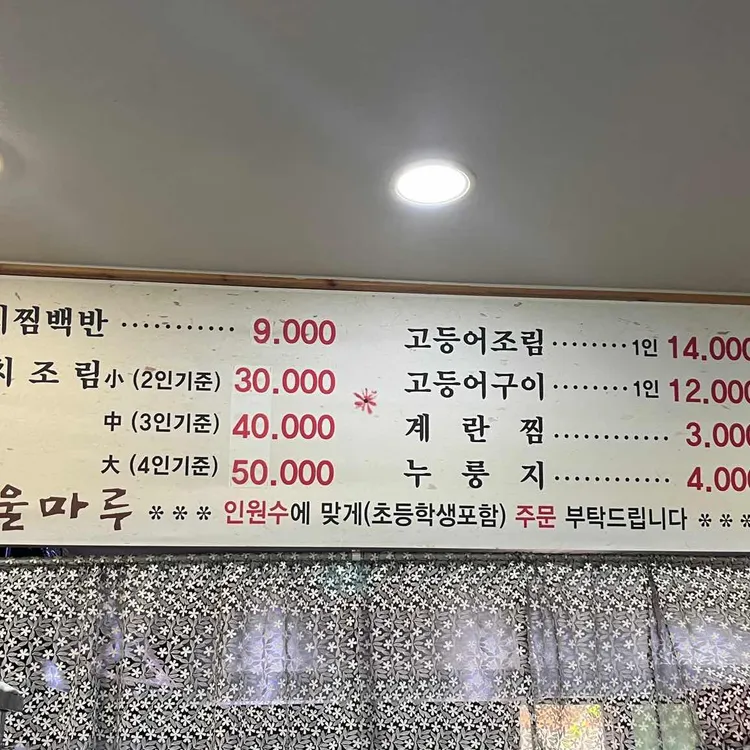 찜백반 ··········· 9.000
조림 小 (2인기준) 30.000
中 (3인기준) 40.000
大 (4인기준) 50.000
고등어조림 ········ 1인 14.000
고등어구이 ········ 1인 12.000
계란찜 ············ 3.000
누룽지 ············ 4.000
울마루 *** 인원수에 맞게(초등학생포함) 주문 부탁드립니다 ***